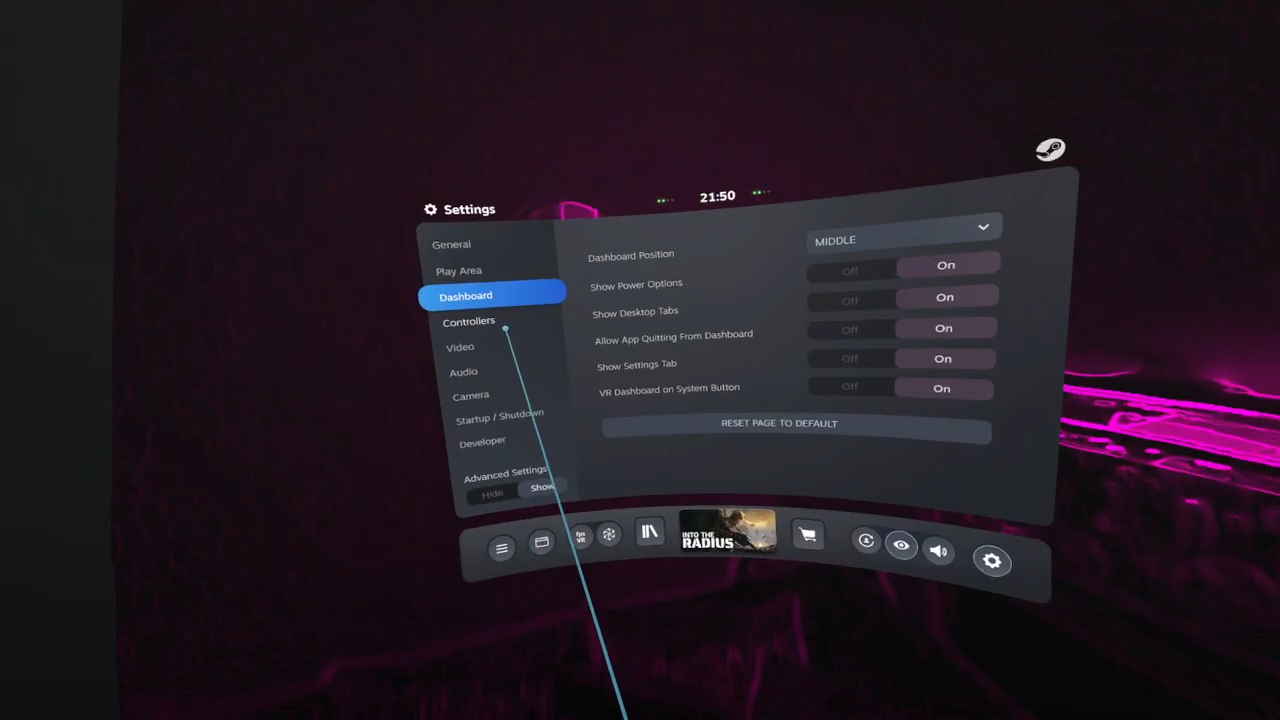 Settings
21:50
General
Play Area
Dashboard
Controllers
Video
Audio
Camera
Startup / Shutdown
Developer
Advanced Settings
Hide
Show
Dashboard Position
MIDDLE
Show Power Options
Off
On
Show Desktop Tabs
Off
On
Allow App Quitting From Dashboard
Off
On
Show Settings Tab
Off
On
VR Dashboard on System Button
Off
On
RESET PAGE TO DEFAULT
fps
VR
INTO THE
RADIUS